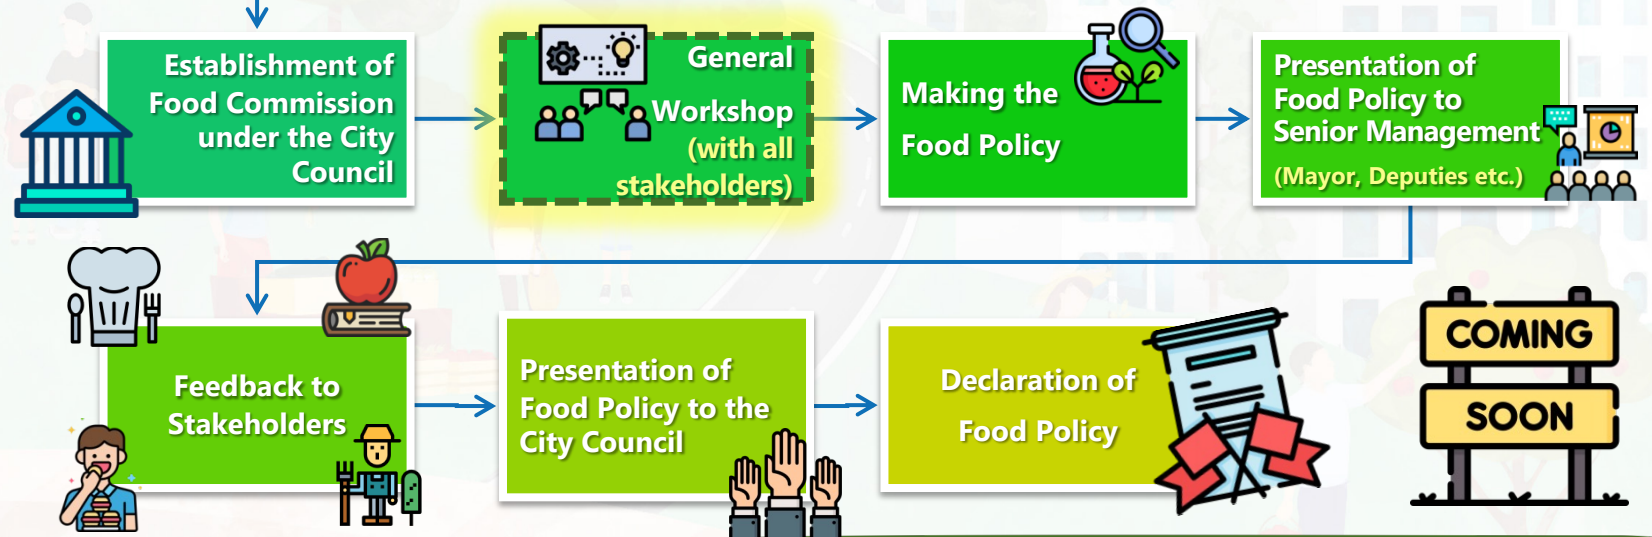 Establishment of
Food Commission
under the City
Council
General
Workshop
(with all
stakeholders)
Making the
Food Policy
Presentation of
Food Policy to
Senior Management
(Mayor, Deputies etc.)
Feedback to
Stakeholders
Presentation of
Food Policy to the
City Council
Declaration of
Food Policy
COMING
SOON